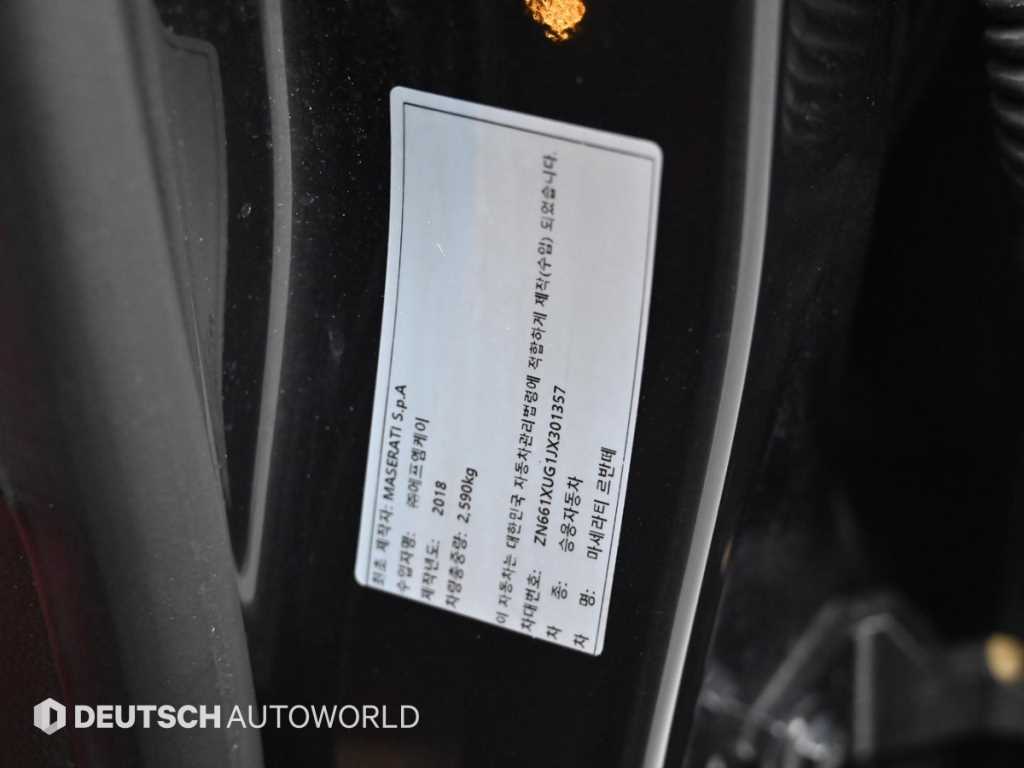 최초 제작자: MASERATI S.p.A
수입자명: ㈜에프엠케이
제작년도: 2018
차량총중량: 2,590kg
이 자동차는 대한민국 자동차관리법령에 적합하게 제작(수입) 되었습니다.
차대번호: ZN661XUG1JX301357
차 종: 승용자동차
차 명: 마세라티 르반떼
DEUTSCH AUTOWORLD